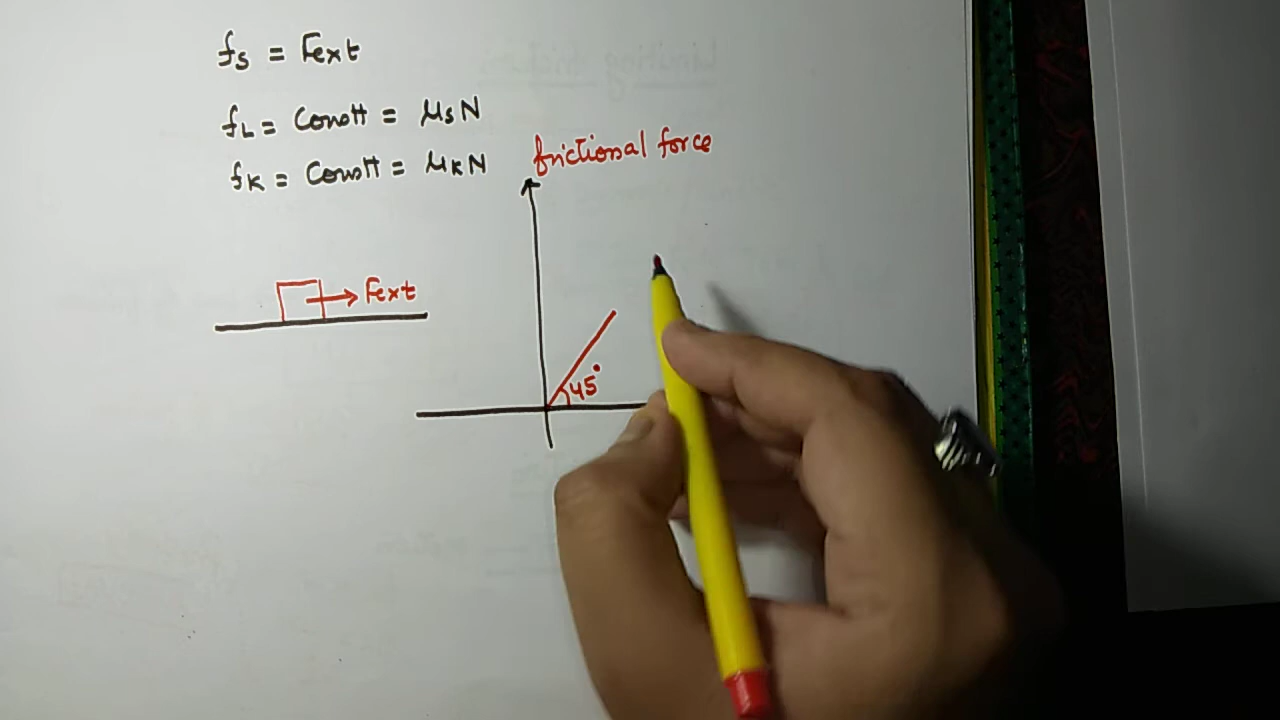 fs = Fext
fL = Constt = μsN
fK = Constt = μKN
frictional force
Fext
45°